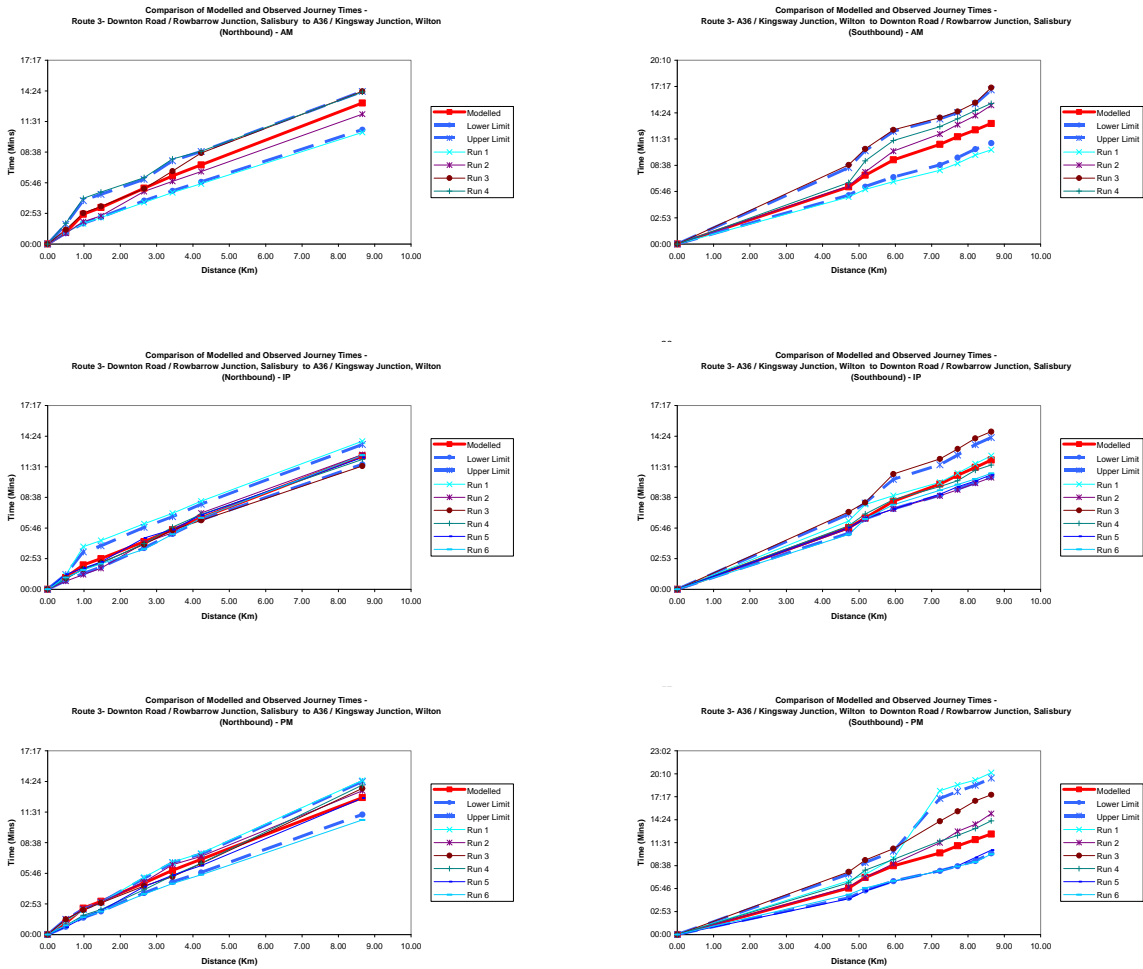 Comparison of Modelled and Observed Journey Times -
Route 3- Downton Road / Rowbarrow Junction, Salisbury to A36 / Kingsway Junction, Wilton
(Northbound) - AM
Time (Mins)
17:17
14:24
11:31
08:38
05:46
02:53
00:00
0.00 1.00 2.00 3.00 4.00 5.00 6.00 7.00 8.00 9.00 10.00
Distance (Km)
Modelled
Lower Limit
Upper Limit
Run 1
Run 2
Run 3
Run 4
Comparison of Modelled and Observed Journey Times -
Route 3- A36 / Kingsway Junction, Wilton to Downton Road / Rowbarrow Junction, Salisbury
(Southbound) - AM
Time (Mins)
20:10
17:17
14:24
11:31
08:38
05:46
02:53
00:00
0.00 1.00 2.00 3.00 4.00 5.00 6.00 7.00 8.00 9.00 10.00
Distance (Km)
Modelled
Lower Limit
Upper Limit
Run 1
Run 2
Run 3
Run 4
Comparison of Modelled and Observed Journey Times -
Route 3- Downton Road / Rowbarrow Junction, Salisbury to A36 / Kingsway Junction, Wilton
(Northbound) - IP
Time (Mins)
17:17
14:24
11:31
08:38
05:46
02:53
00:00
0.00 1.00 2.00 3.00 4.00 5.00 6.00 7.00 8.00 9.00 10.00
Distance (Km)
Modelled
Lower Limit
Upper Limit
Run 1
Run 2
Run 3
Run 4
Run 5
Run 6
Comparison of Modelled and Observed Journey Times -
Route 3- A36 / Kingsway Junction, Wilton to Downton Road / Rowbarrow Junction, Salisbury
(Southbound) - IP
Time (Mins)
17:17
14:24
11:31
08:38
05:46
02:53
00:00
0.00 1.00 2.00 3.00 4.00 5.00 6.00 7.00 8.00 9.00 10.00
Distance (Km)
Modelled
Lower Limit
Upper Limit
Run 1
Run 2
Run 3
Run 4
Run 5
Run 6
Comparison of Modelled and Observed Journey Times -
Route 3- Downton Road / Rowbarrow Junction, Salisbury to A36 / Kingsway Junction, Wilton
(Northbound) - PM
Time (Mins)
17:17
14:24
11:31
08:38
05:46
02:53
00:00
0.00 1.00 2.00 3.00 4.00 5.00 6.00 7.00 8.00 9.00 10.00
Distance (Km)
Modelled
Lower Limit
Upper Limit
Run 1
Run 2
Run 3
Run 4
Run 5
Run 6
Comparison of Modelled and Observed Journey Times -
Route 3- A36 / Kingsway Junction, Wilton to Downton Road / Rowbarrow Junction, Salisbury
(Southbound) - PM
Time (Mins)
23:02
20:10
17:17
14:24
11:31
08:38
05:46
02:53
00:00
0.00 1.00 2.00 3.00 4.00 5.00 6.00 7.00 8.00 9.00 10.00
Distance (Km)
Modelled
Lower Limit
Upper Limit
Run 1
Run 2
Run 3
Run 4
Run 5
Run 6